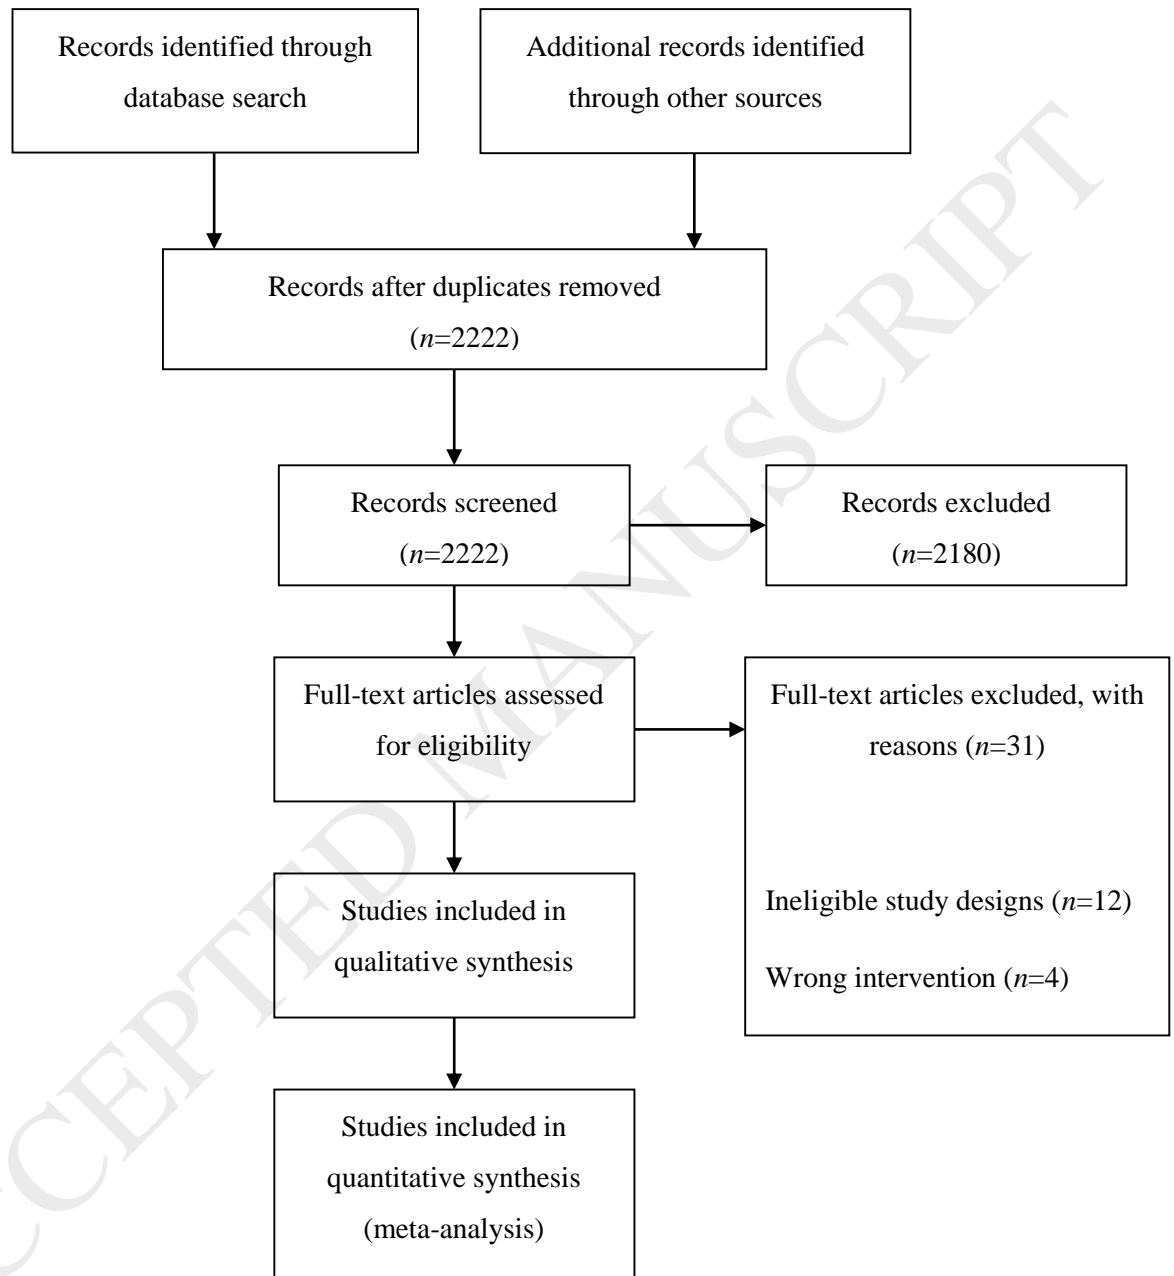 Records identified through
database search
Additional records identified
through other sources
Records after duplicates removed
(n=2222)
Records screened
(n=2222)
Records excluded
(n=2180)
Full-text articles assessed
for eligibility
Full-text articles excluded, with
reasons (n=31)
Ineligible study designs (n=12)
Wrong intervention (n=4)
Studies included in
qualitative synthesis
Studies included in
quantitative synthesis
(meta-analysis)
CCEPTED MANUSCRIPT